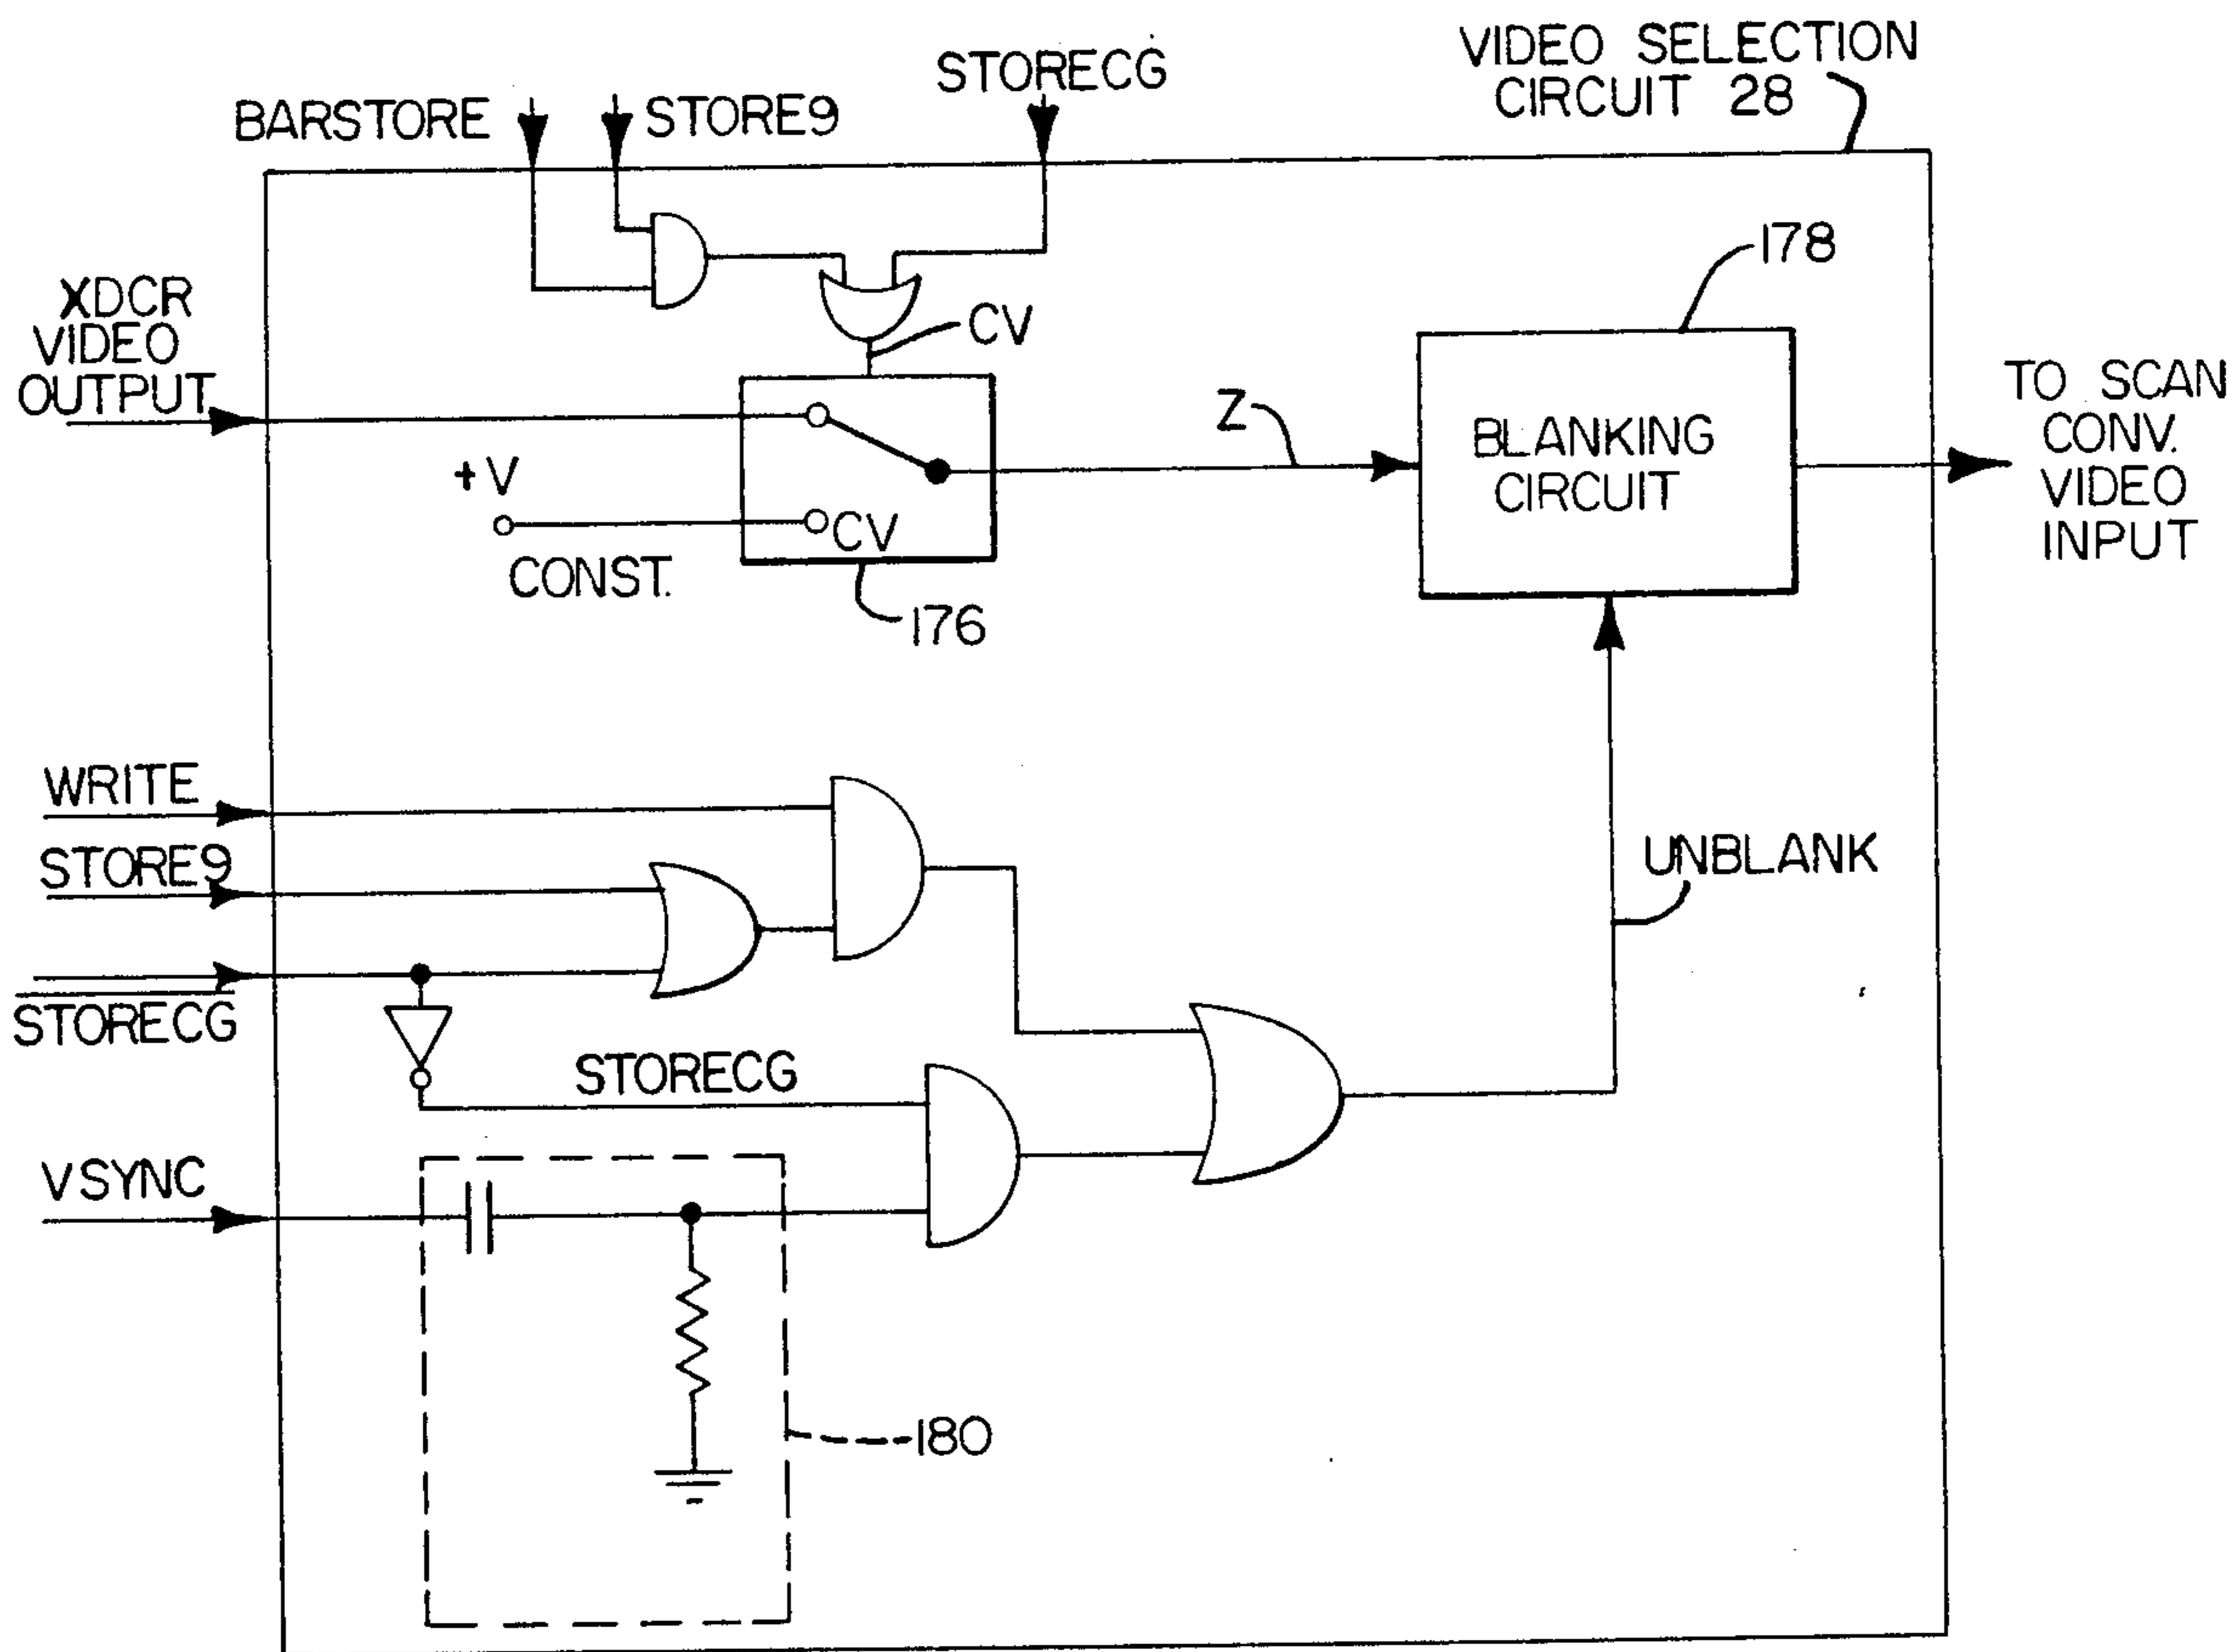 VIDEO SELECTION
CIRCUIT 28
STORECG
BARSTORE
STORE9
178
XDCR
VIDEO
OUTPUT
CV
+V
CV
CONST.
176
Z
BLANKING
CIRCUIT
TO SCAN
CONV.
VIDEO
INPUT
WRITE
STORE9
S̅T̅O̅R̅E̅C̅G̅
UNBLANK
STORECG
VSYNC
180